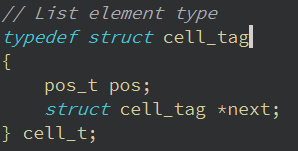 // List element type
typedef struct cell_tag
{
    pos_t pos;
    struct cell_tag *next;
} cell_t;